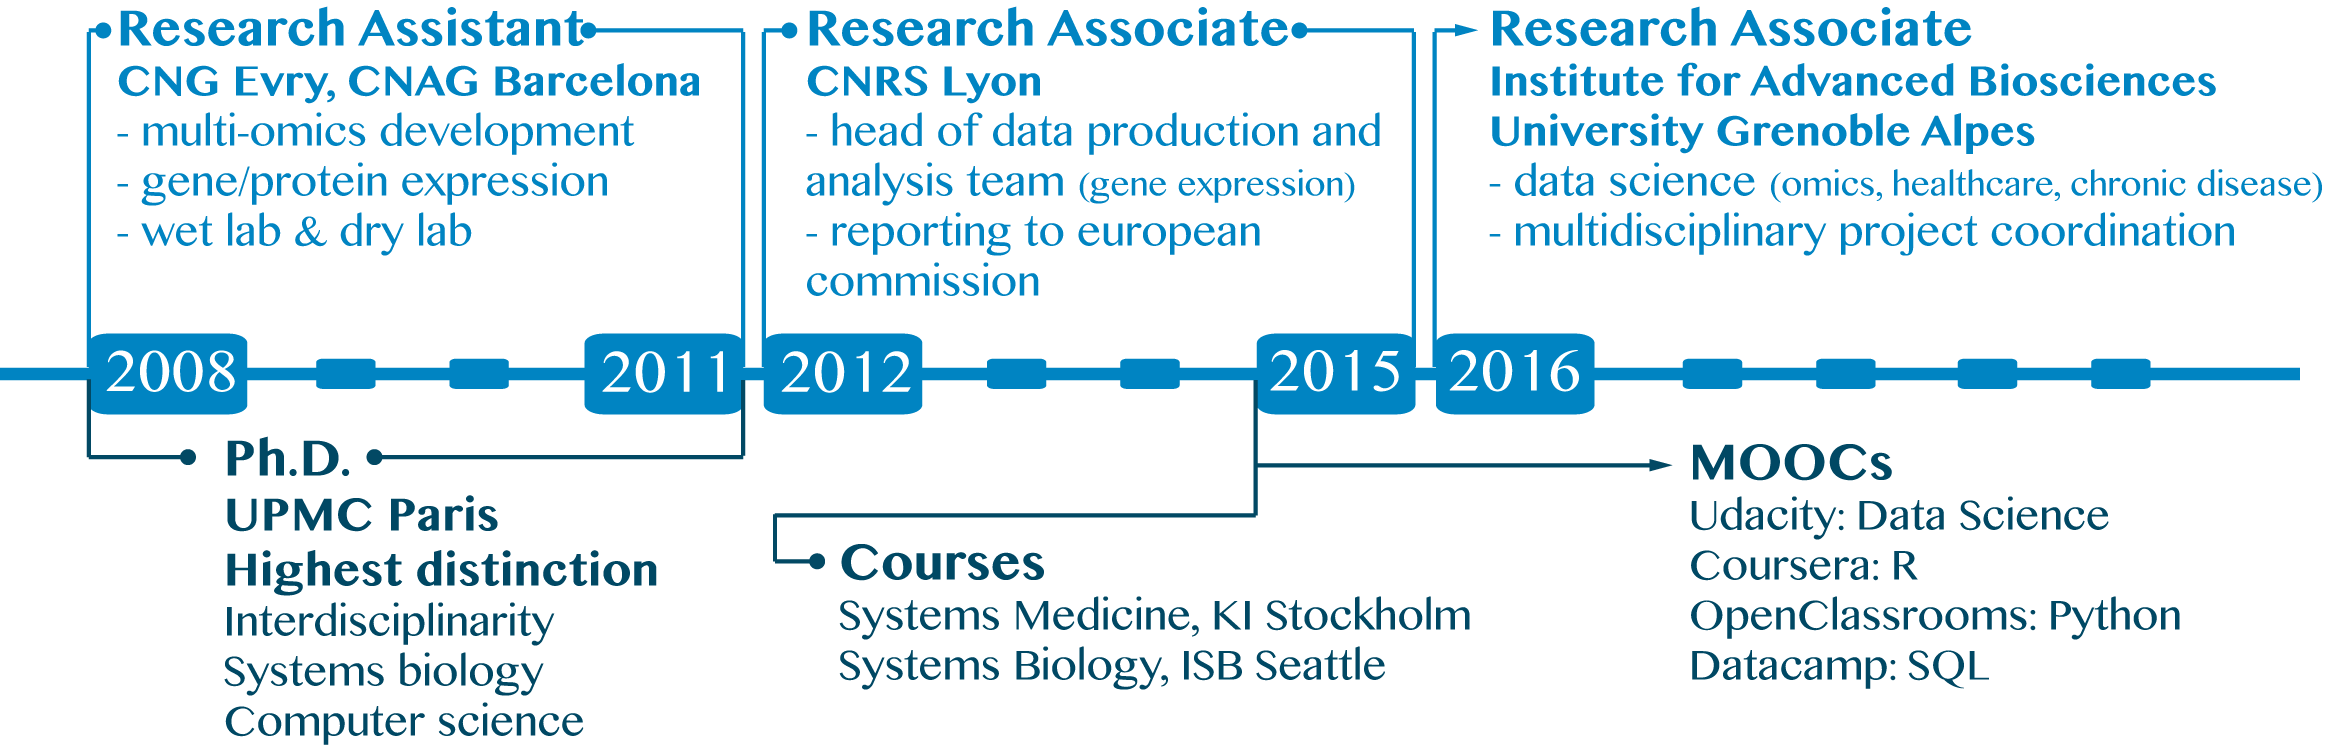 Research Assistant
CNG Evry, CNAG Barcelona
- multi-omics development
- gene/protein expression
- wet lab & dry lab
Research Associate
CNRS Lyon
- head of data production and
analysis team (gene expression)
- reporting to european
commission
Research Associate
Institute for Advanced Biosciences
University Grenoble Alpes
- data science (omics, healthcare, chronic disease)
- multidisciplinary project coordination
2008
2011
2012
2015
2016
Ph.D.
UPMC Paris
Highest distinction
Interdisciplinarity
Systems biology
Computer science
Courses
Systems Medicine, KI Stockholm
Systems Biology, ISB Seattle
MOOCs
Udacity: Data Science
Coursera: R
OpenClassrooms: Python
Datacamp: SQL